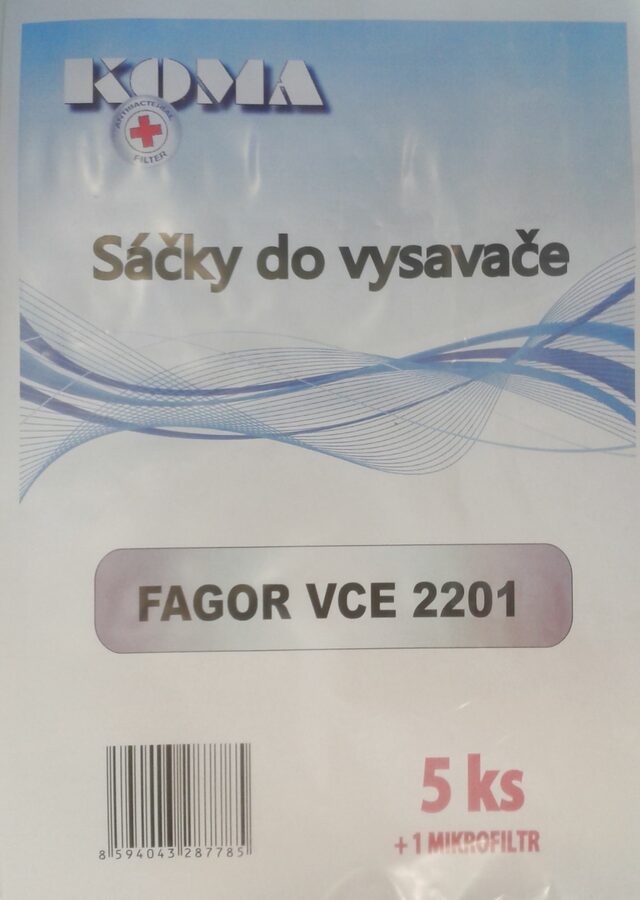 KOMA
ANTIBACTERIAL
FILTER
Sáčky do vysavače
FAGOR VCE 2201
5 ks
+ 1 MIKROFILTR
8 594043 287785